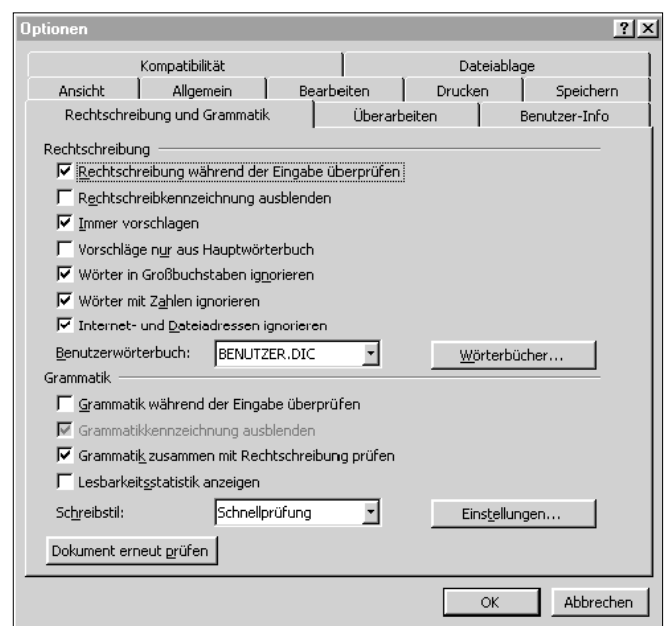 Optionen
Kompatibilität Dateiablage
Ansicht Allgemein Bearbeiten Drucken Speichern
Rechtschreibung und Grammatik Überarbeiten Benutzer-Info
Rechtschreibung
Rechtschreibung während der Eingabe überprüfen
Rechtschreibkennzeichnung ausblenden
Immer vorschlagen
Vorschläge nur aus Hauptwörterbuch
Wörter in Großbuchstaben ignorieren
Wörter mit Zahlen ignorieren
Internet- und Dateiadressen ignorieren
Benutzerwörterbuch: BENUTZER.DIC Wörterbücher...
Grammatik
Grammatik während der Eingabe überprüfen
Grammatikkennzeichnung ausblenden
Grammatik zusammen mit Rechtschreibung prüfen
Lesbarkeitsstatistik anzeigen
Schreibstil: Schnellprüfung Einstellungen...
Dokument erneut prüfen
OK Abbrechen